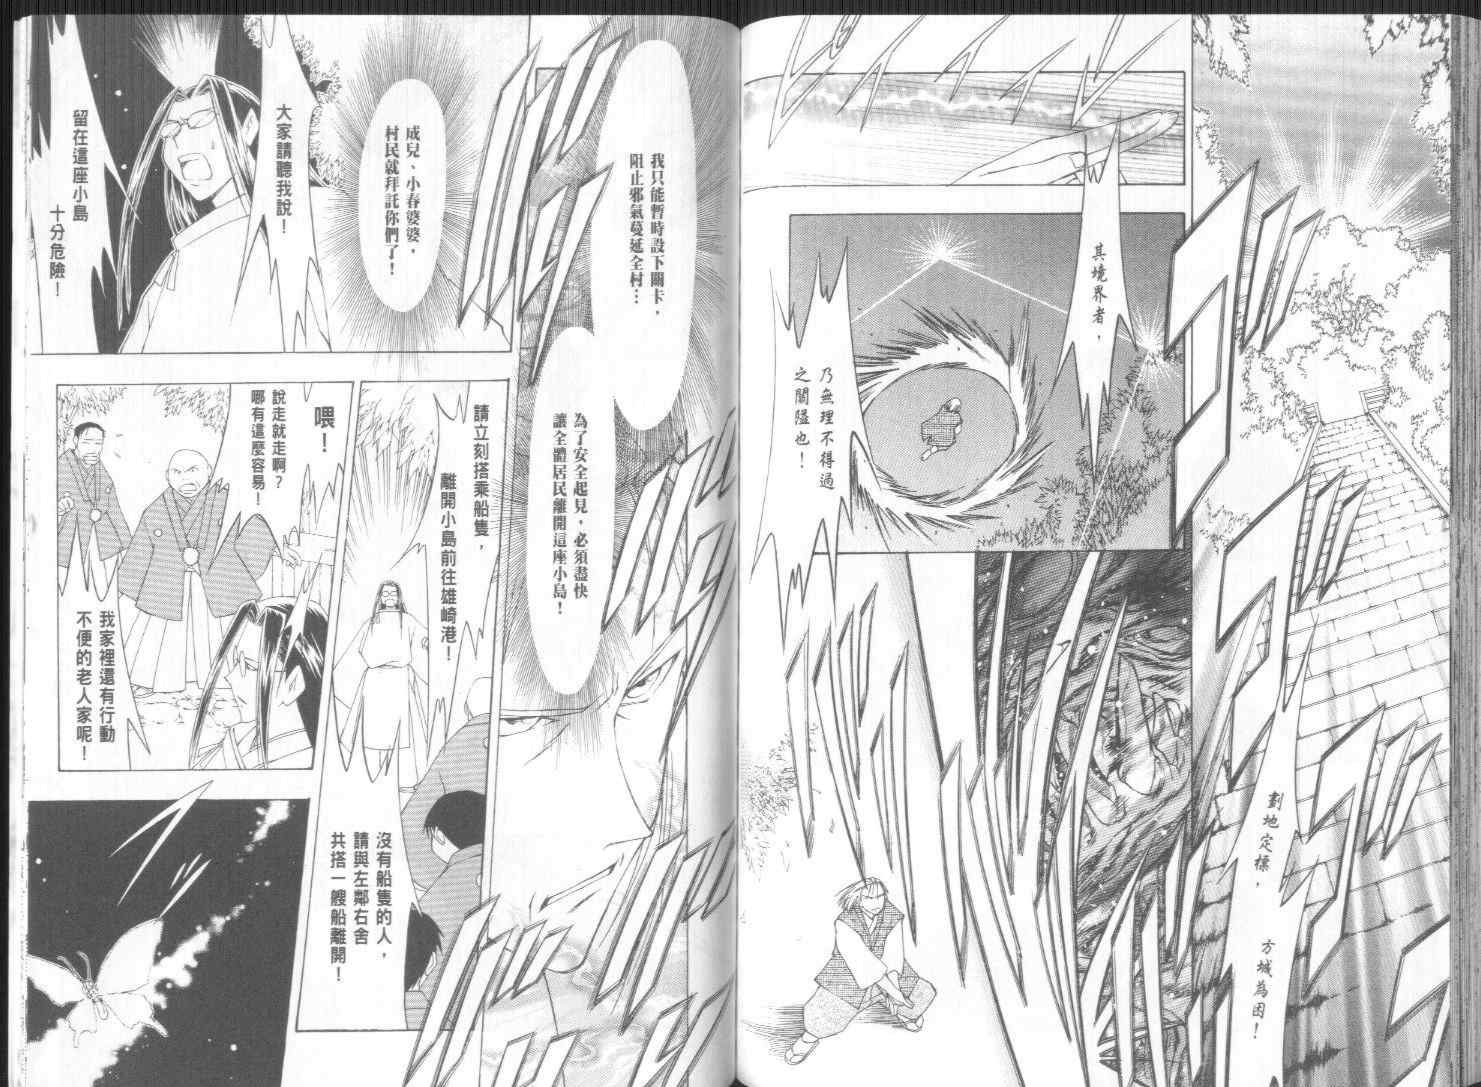 劃地定標，
方城為困！
其境界者，
乃無理不得過
之關隘也！
我只能暫時設下關卡，
阻止邪氣蔓延全村…
為了安全起見，必須盡快
讓全體居民離開這座小島！
成兒、小春婆婆，
村民就拜託你們了！
大家請聽我說！
留在這座小島
十分危險！
請立刻搭乘船隻，
離開小島前往雄崎港！
沒有船隻的人，
請與左鄰右舍
共搭一艘船離開！
喂！
說走就走啊？
哪有這麼容易！
我家裡還有行動
不便的老人家呢！